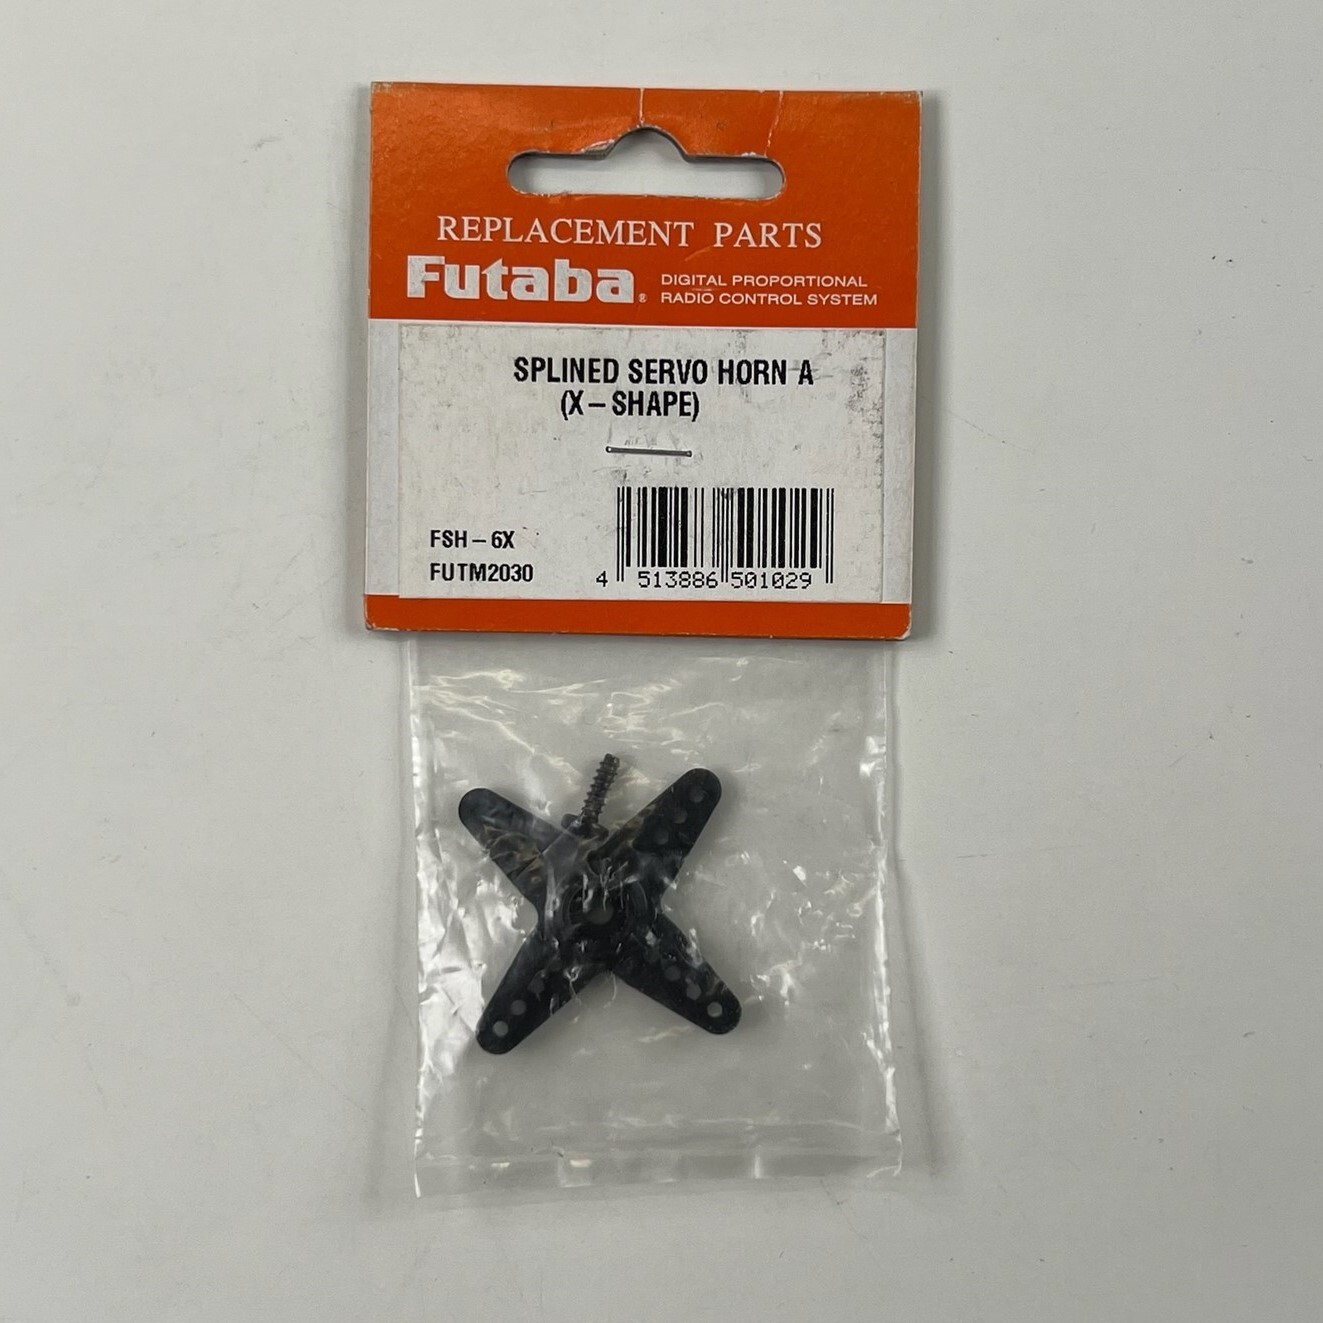 REPLACEMENT PARTS
Futaba®
DIGITAL PROPORTIONAL
RADIO CONTROL SYSTEM
SPLINED SERVO HORN A
(X–SHAPE)
FSH–6X
FUTM2030
4 513886 501029